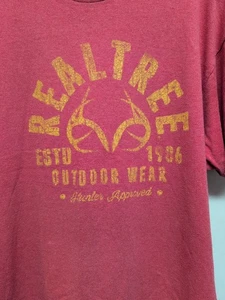 REALTREE
ESTD 1986
OUTDOOR WEAR
Hunter Approved